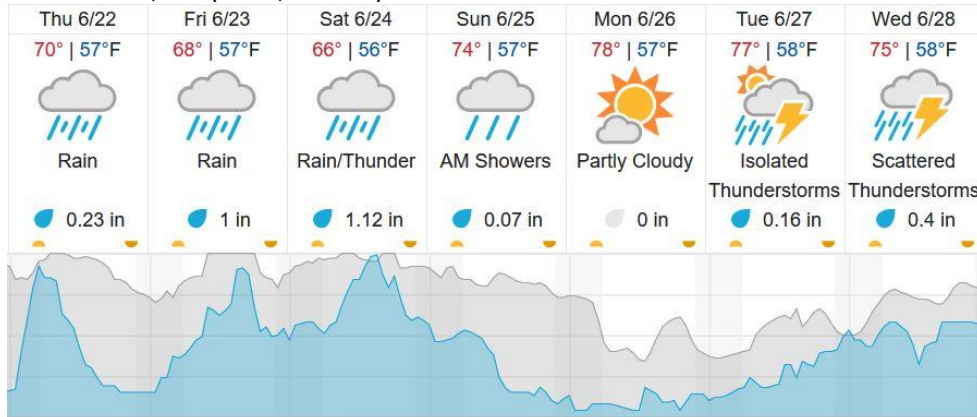 Thu 6/22 Fri 6/23 Sat 6/24 Sun 6/25 Mon 6/26 Tue 6/27 Wed 6/28
70° | 57°F 68° | 57°F 66° | 56°F 74° | 57°F 78° | 57°F 77° | 58°F 75° | 58°F
Rain Rain Rain/Thunder AM Showers Partly Cloudy Isolated Scattered
Thunderstorms Thunderstorms
0.23 in 1 in 1.12 in 0.07 in 0 in 0.16 in 0.4 in